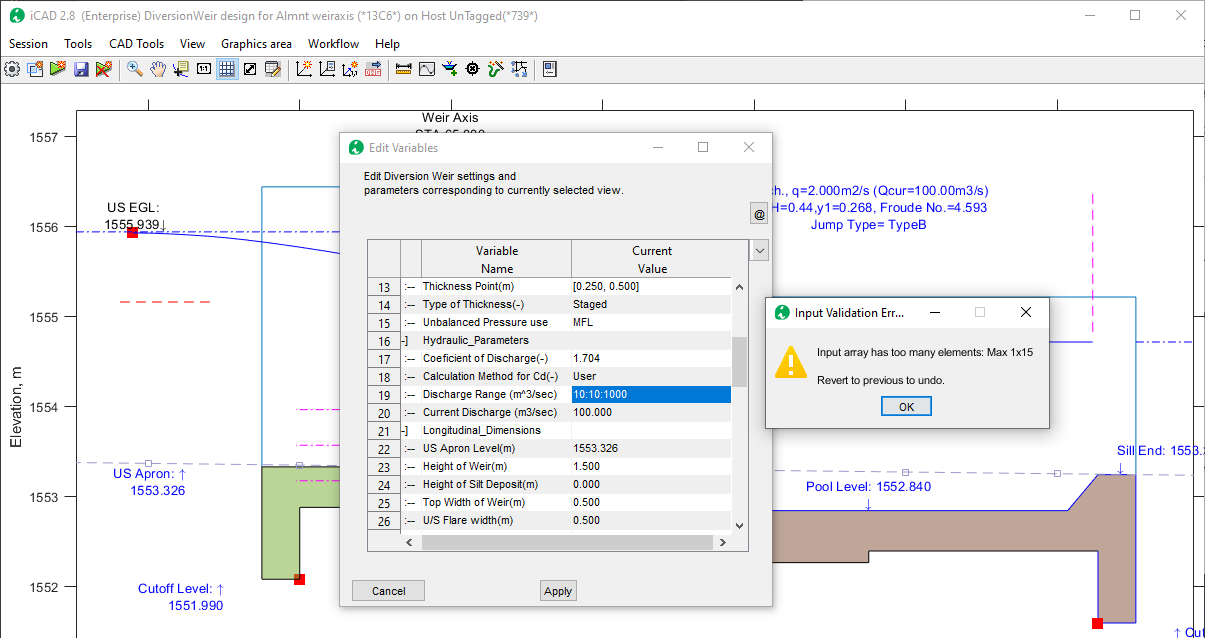 iCAD 2.8 (Enterprise) DiversionWeir design for Almnt weiraxis (*13C6*) on Host UnTagged(*739*)
Session Tools CAD Tools View Graphics area Workflow Help
1:1
1557
1556
1555
1554
1553
1552
Elevation, m
Weir Axis
US EGL:
1555.939↓
US Apron: ↑
1553.326
Cutoff Level: ↑
1551.990
Edit Variables
Edit Diversion Weir settings and
parameters corresponding to currently selected view.
@
Variable Name Current Value
13 :-- Thickness Point(m) [0.250, 0.500]
14 :-- Type of Thickness(-) Staged
15 :-- Unbalanced Pressure use MFL
16 -] Hydraulic_Parameters
17 :-- Coeficient of Discharge(-) 1.704
18 :-- Calculation Method for Cd(-) User
19 :-- Discharge Range (m^3/sec) 10:10:1000
20 :-- Current Discharge (m3/sec) 100.000
21 -] Longitudinal_Dimensions
22 :-- US Apron Level(m) 1553.326
23 :-- Height of Weir(m) 1.500
24 :-- Height of Silt Deposit(m) 0.000
25 :-- Top Width of Weir(m) 0.500
26 :-- U/S Flare width(m) 0.500
Cancel Apply
ch., q=2.000m2/s (Qcur=100.00m3/s)
H=0.44,y1=0.268, Froude No.=4.593
Jump Type= TypeB
Input Validation Err...
Input array has too many elements: Max 1x15
Revert to previous to undo.
OK
Sill End: 1553.
↓
Pool Level: 1552.840
↓
↑ Cut